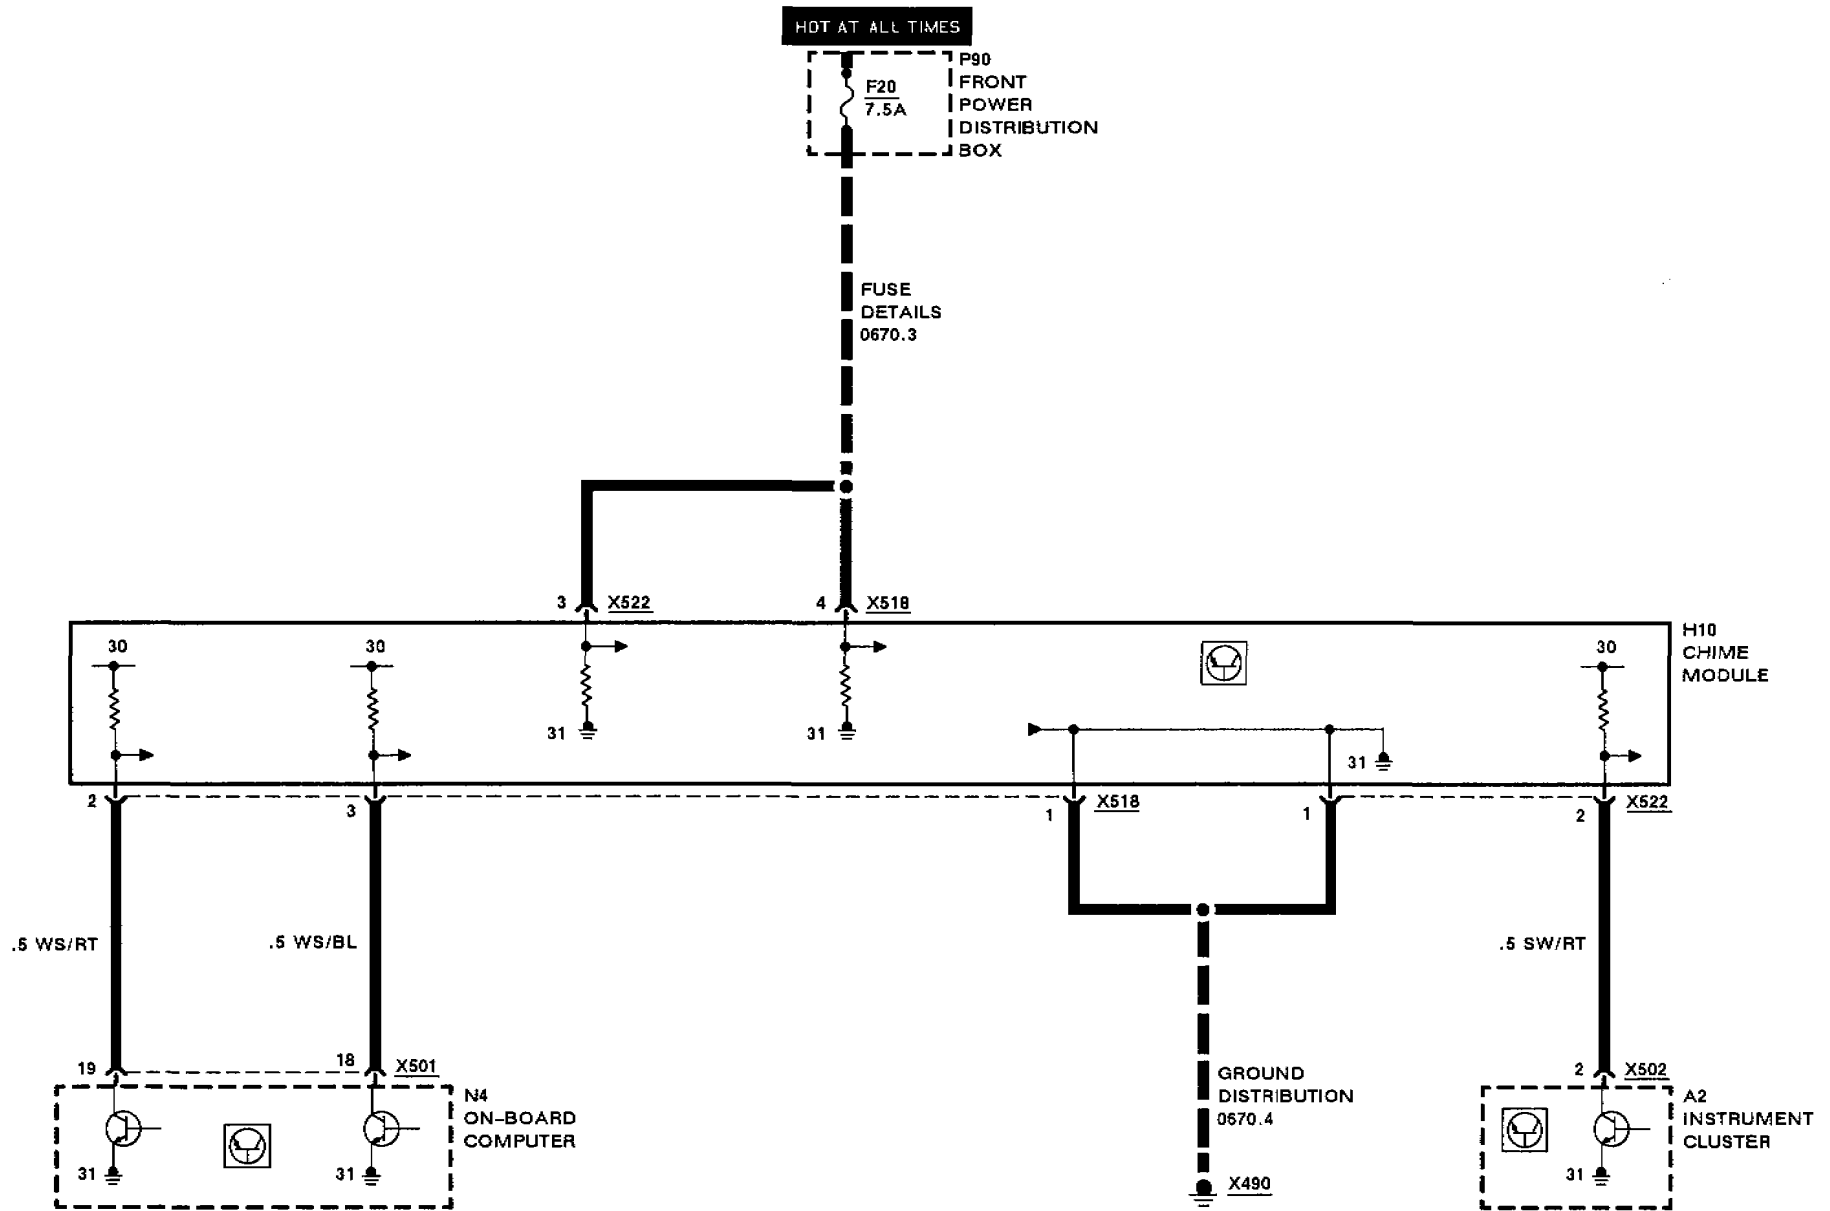 HOT AT ALL TIMES
P90
FRONT
POWER
DISTRIBUTION
BOX
F20
7.5A
FUSE
DETAILS
0670.3
3 X522
4 X518
H10
CHIME
MODULE
30
30
30
31
31
31
2
3
1 X518
1
2 X522
.5 WS/RT
.5 WS/BL
.5 SW/RT
19
18 X501
2 X502
N4
ON-BOARD
COMPUTER
31
31
GROUND
DISTRIBUTION
0670.4
X490
A2
INSTRUMENT
CLUSTER
31